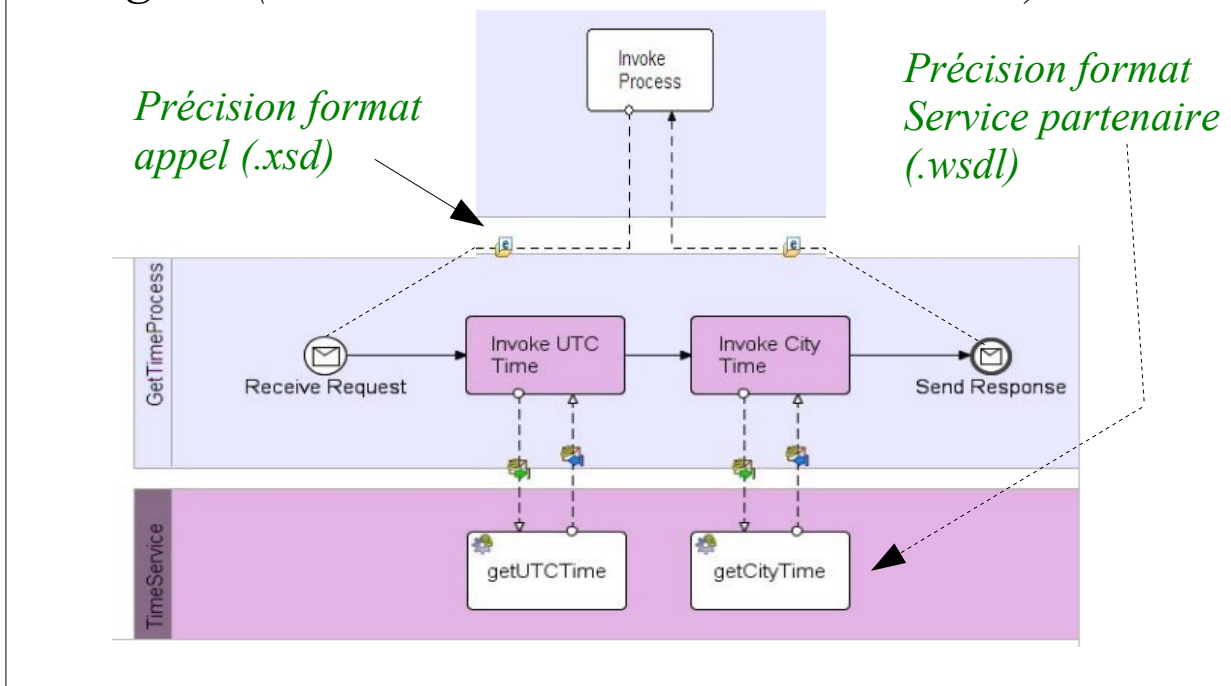 Invoke
Process
Précision format
appel (.xsd)
Précision format
Service partenaire
(.wsdl)
GetTimeProcess
Receive Request
Invoke UTC
Time
Invoke City
Time
Send Response
TimeService
getUTCTime
getCityTime